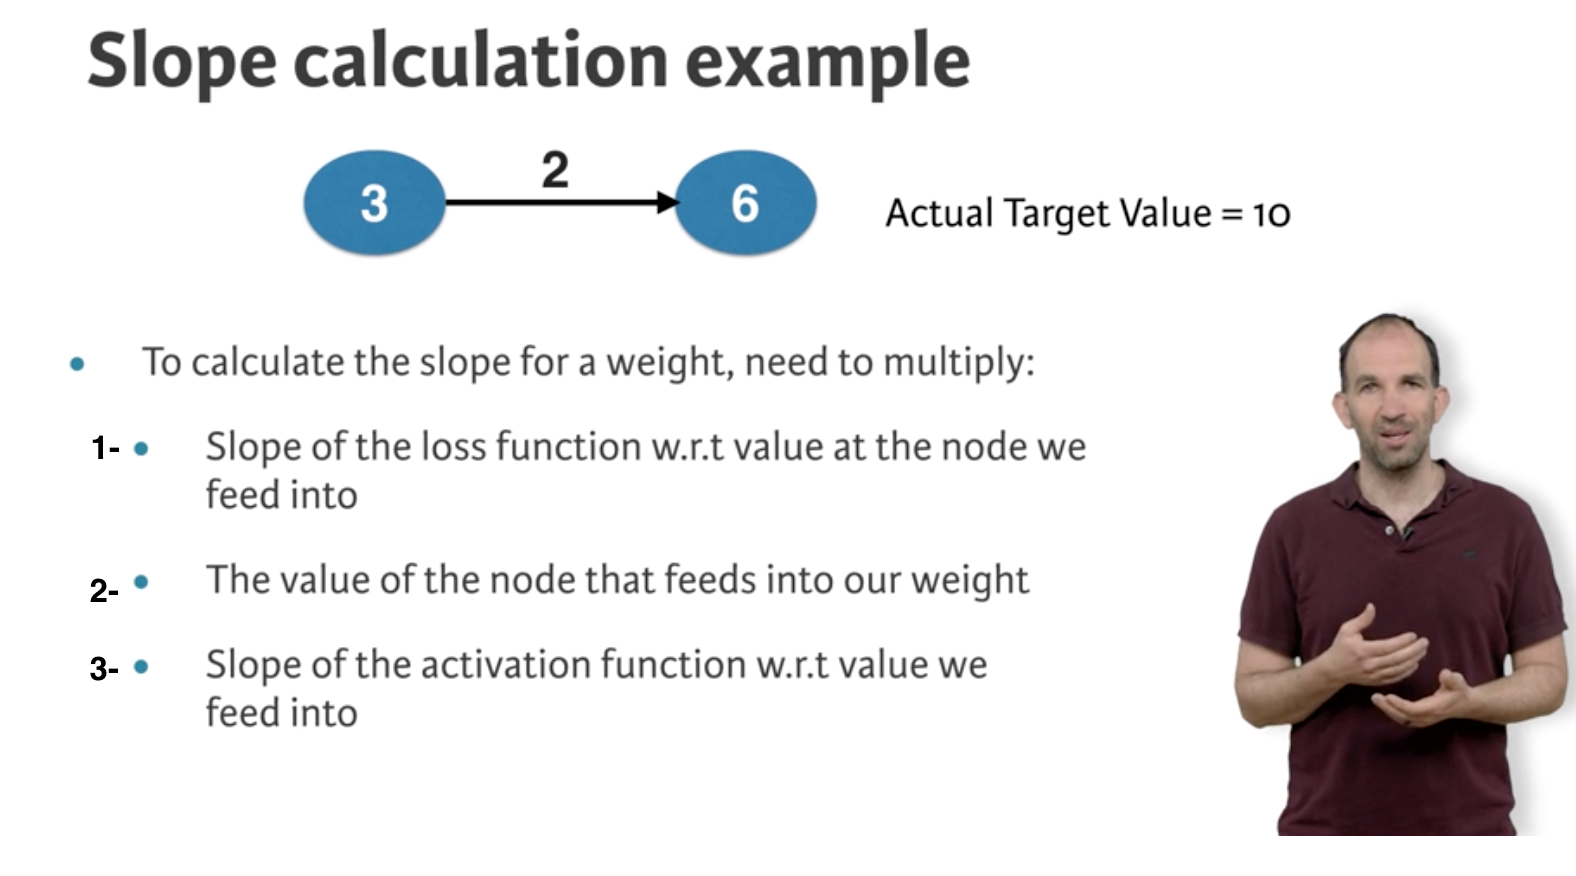 Slope calculation example
2
3
6
Actual Target Value = 10
• To calculate the slope for a weight, need to multiply:
1- • Slope of the loss function w.r.t value at the node we
feed into
2- • The value of the node that feeds into our weight
3- • Slope of the activation function w.r.t value we
feed into